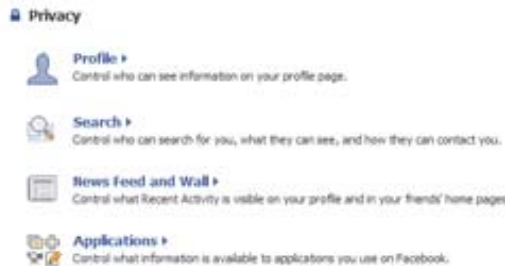 Privacy
Profile
Control who can see information on your profile page.
Search
Control who can search for you, what they can see, and how they can contact you.
News Feed and Wall
Control what Recent Activity is visible on your profile and in your friends' home pages
Applications
Control what information is available to applications you use on Facebook.